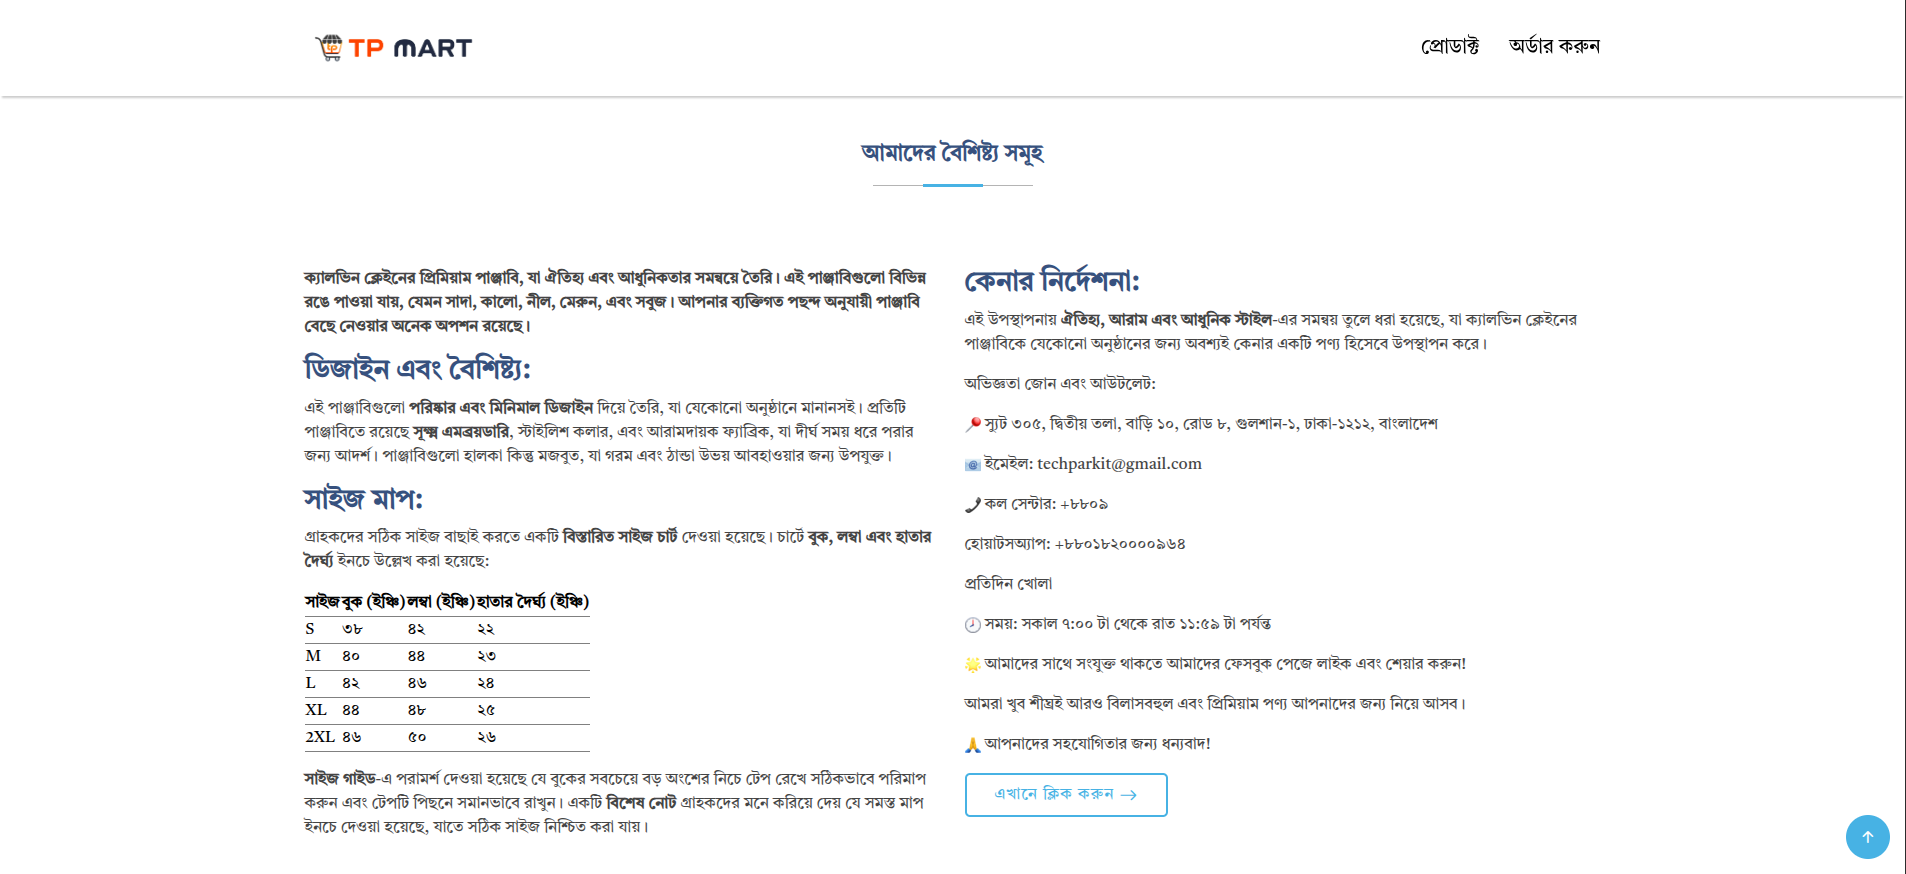 TP MART
প্রোডাক্ট অর্ডার করুন
আমাদের বৈশিষ্ট্য সমূহ
ক্যালভিন ক্লেইনের প্রিমিয়াম পাঞ্জাবি, যা ঐতিহ্য এবং আধুনিকতার সমন্বয়ে তৈরি। এই পাঞ্জাবিগুলো বিভিন্ন
রঙে পাওয়া যায়, যেমন সাদা, কালো, নীল, মেরুন, এবং সবুজ। আপনার ব্যক্তিগত পছন্দ অনুযায়ী পাঞ্জাবি
বেছে নেওয়ার অনেক অপশন রয়েছে।
ডিজাইন এবং বৈশিষ্ট্য:
এই পাঞ্জাবিগুলো পরিষ্কার এবং মিনিমাল ডিজাইন দিয়ে তৈরি, যা যেকোনো অনুষ্ঠানে মানানসই। প্রতিটি
পাঞ্জাবিতে রয়েছে সূক্ষ্ম এমব্রয়ডারি, স্টাইলিশ কলার, এবং আরামদায়ক ফ্যাব্রিক, যা দীর্ঘ সময় ধরে পরার
জন্য আদর্শ। পাঞ্জাবিগুলো হালকা কিন্তু মজবুত, যা গরম এবং ঠান্ডা উভয় আবহাওয়ার জন্য উপযুক্ত।
সাইজ মাপ:
গ্রাহকদের সঠিক সাইজ বাছাই করতে একটি বিস্তারিত সাইজ চার্ট দেওয়া হয়েছে। চার্টে বুক, লম্বা এবং হাতার
দৈর্ঘ্য ইনচে উল্লেখ করা হয়েছে:
সাইজ বুক (ইঞ্চি) লম্বা (ইঞ্চি) হাতার দৈর্ঘ্য (ইঞ্চি)
S ৩৮ ৪২ ২২
M ৪০ ৪৪ ২৩
L ৪২ ৪৬ ২৪
XL ৪৪ ৪৮ ২৫
2XL ৪৬ ৫০ ২৬
সাইজ গাইড-এ পরামর্শ দেওয়া হয়েছে যে বুকের সবচেয়ে বড় অংশের নিচে টেপ রেখে সঠিকভাবে পরিমাপ
করুন এবং টেপটি পিছনে সমানভাবে রাখুন। একটি বিশেষ নোট গ্রাহকদের মনে করিয়ে দেয় যে সমস্ত মাপ
ইনচে দেওয়া হয়েছে, যাতে সঠিক সাইজ নিশ্চিত করা যায়।
কেনার নির্দেশনা:
এই উপস্থাপনায় ঐতিহ্য, আরাম এবং আধুনিক স্টাইল-এর সমন্বয় তুলে ধরা হয়েছে, যা ক্যালভিন ক্লেইনের
পাঞ্জাবিকে যেকোনো অনুষ্ঠানের জন্য অবশ্যই কেনার একটি পণ্য হিসেবে উপস্থাপন করে।
অভিজ্ঞতা জোন এবং আউটলেট:
📍 স্যুট ৩০৫, দ্বিতীয় তলা, বাড়ি ১০, রোড ৮, গুলশান-১, ঢাকা-১২১২, বাংলাদেশ
📧 ইমেইল: techparkit@gmail.com
📞 কল সেন্টার: +৮৮০৯
হোয়াটসঅ্যাপ: +৮৮০১৮২০০০০৯৬৪
প্রতিদিন খোলা
🕗 সময়: সকাল ৭:০০ টা থেকে রাত ১১:৫৯ টা পর্যন্ত
🌟 আমাদের সাথে সংযুক্ত থাকতে আমাদের ফেসবুক পেজে লাইক এবং শেয়ার করুন!
আমরা খুব শীঘ্রই আরও বিলাসবহুল এবং প্রিমিয়াম পণ্য আপনাদের জন্য নিয়ে আসব।
🙏 আপনাদের সহযোগিতার জন্য ধন্যবাদ!
এখানে ক্লিক করুন →